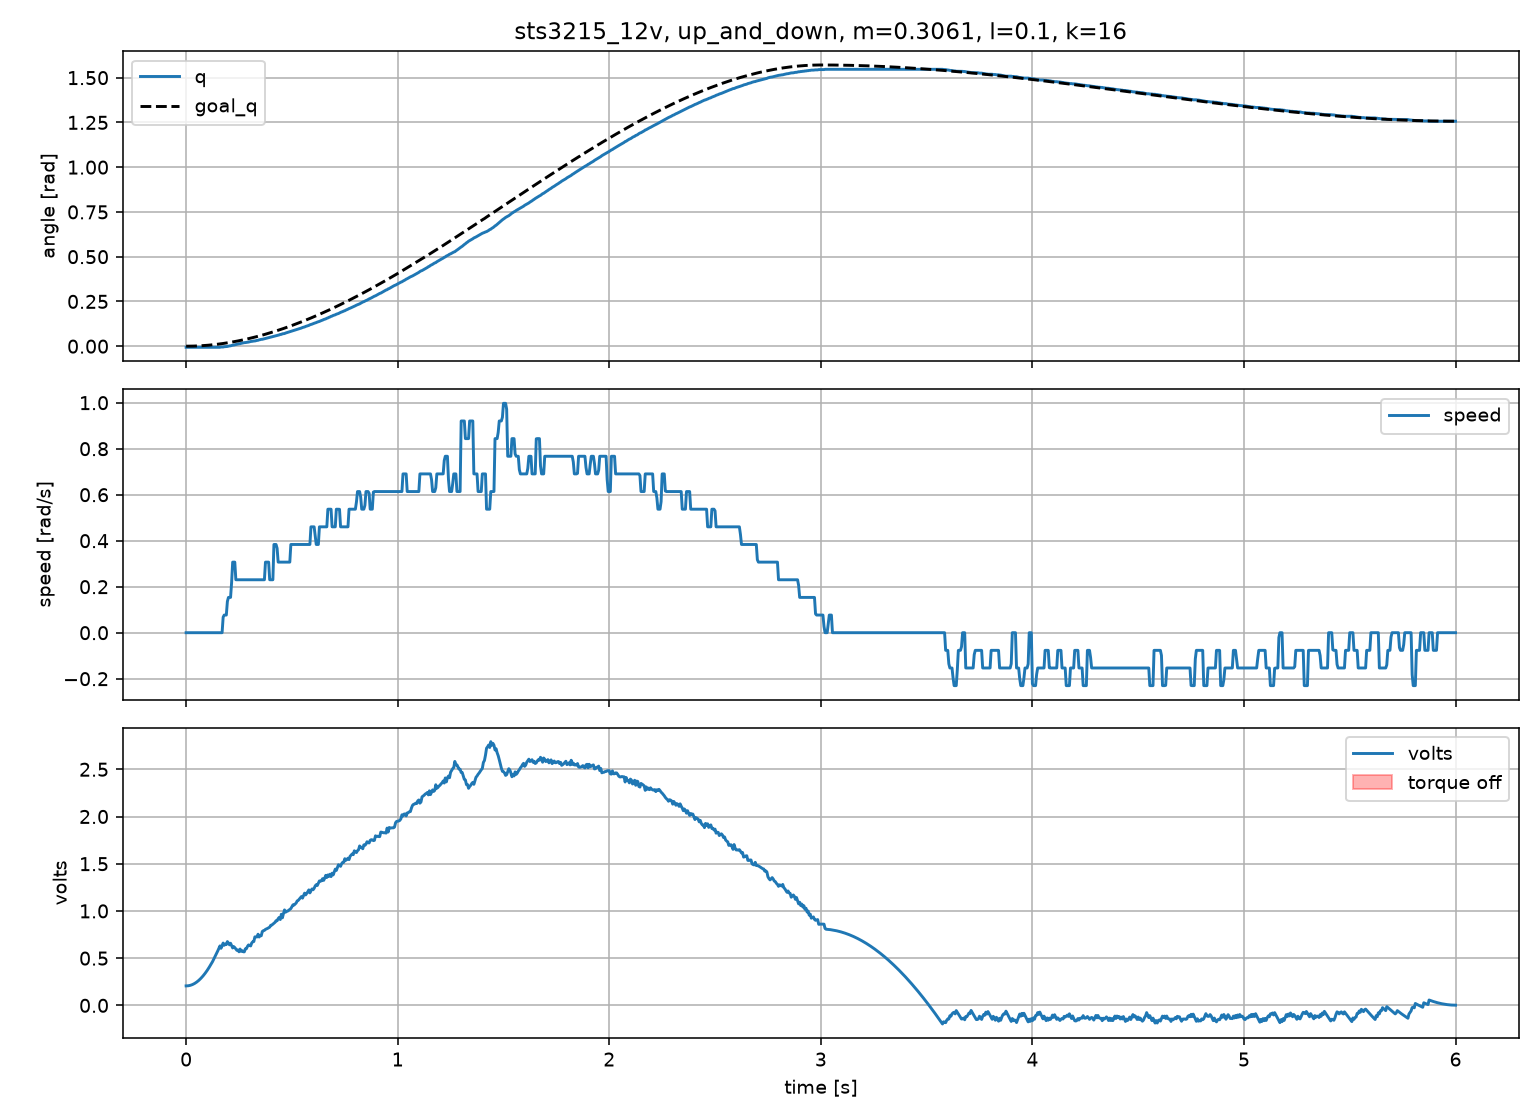 sts3215_12v, up_and_down, m=0.3061, l=0.1, k=16
q
goal_q
angle [rad]
1.50
1.25
1.00
0.75
0.50
0.25
0.00
speed
speed [rad/s]
1.0
0.8
0.6
0.4
0.2
0.0
−0.2
volts
torque off
volts
2.5
2.0
1.5
1.0
0.5
0.0
0 1 2 3 4 5 6
time [s]